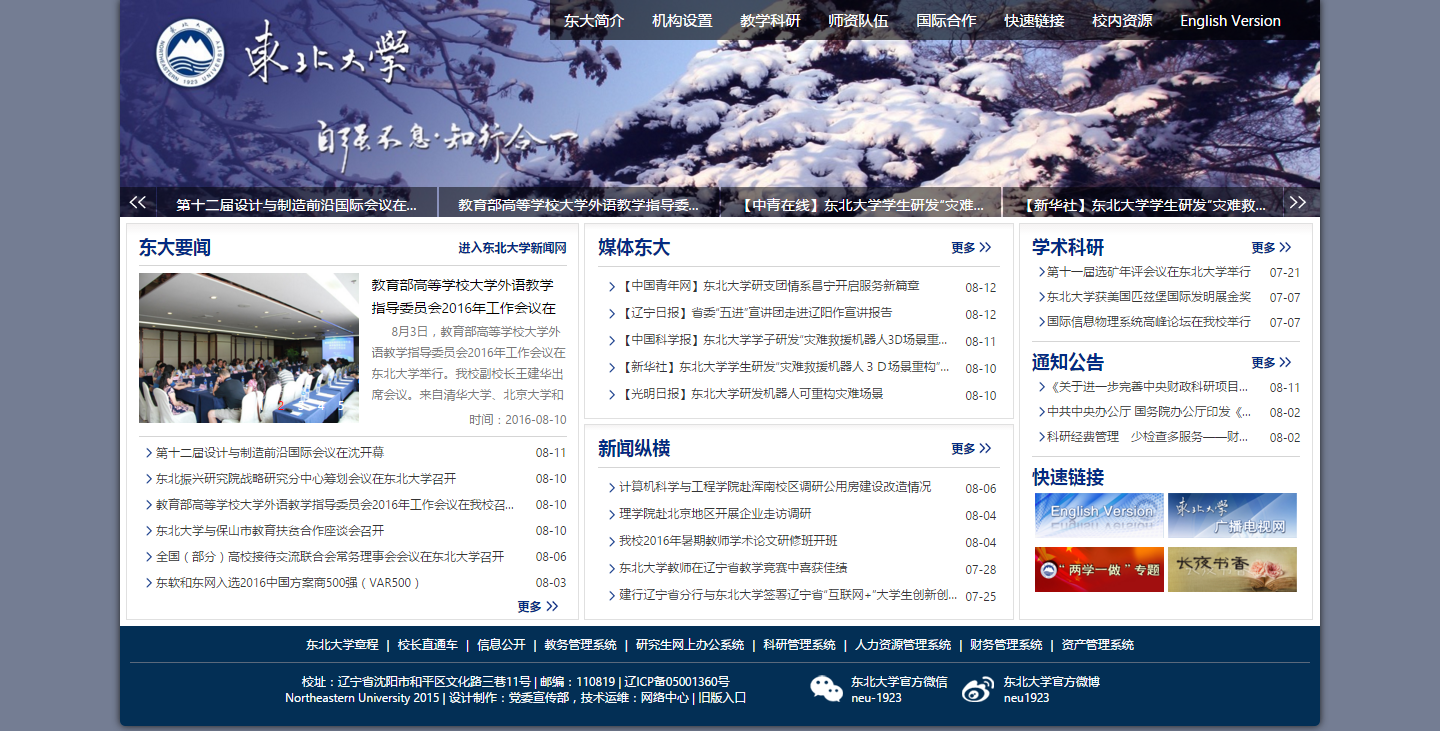 东大简介 机构设置 教学科研 师资队伍 国际合作 快速链接 校内资源 English Version
NORTHEASTERN UNIVERSITY 1923
東北大學
自强不息·知行合一
第十二届设计与制造前沿国际会议在...
教育部高等学校大学外语教学指导委...
【中青在线】东北大学学生研发“灾难...
【新华社】东北大学学生研发“灾难救...
东大要闻 进入东北大学新闻网
教育部高等学校大学外语教学
指导委员会2016年工作会议在
8月3日，教育部高等学校大学外
语教学指导委员会2016年工作会议在
东北大学举行。我校副校长王建华出
席会议。来自清华大学、北京大学和
时间：2016-08-10
第十二届设计与制造前沿国际会议在沈开幕 08-11
东北振兴研究院战略研究分中心筹划会议在东北大学召开 08-10
教育部高等学校大学外语教学指导委员会2016年工作会议在我校召... 08-10
东北大学与保山市教育扶贫合作座谈会召开 08-10
全国（部分）高校接待交流联合会常务理事会会议在东北大学召开 08-06
东软和东网入选2016中国方案商500强（VAR500） 08-03
更多
媒体东大 更多
【中国青年网】东北大学研支团情系昌宁开启服务新篇章 08-12
【辽宁日报】省委“五进”宣讲团走进辽阳作宣讲报告 08-12
【中国科学报】东北大学学子研发“灾难救援机器人3D场景重... 08-11
【新华社】东北大学学生研发“灾难救援机器人３Ｄ场景重构”... 08-10
【光明日报】东北大学研发机器人可重构灾难场景 08-10
新闻纵横 更多
计算机科学与工程学院赴浑南校区调研公用房建设改造情况 08-06
理学院赴北京地区开展企业走访调研 08-04
我校2016年暑期教师学术论文研修班开班 08-04
东北大学教师在辽宁省教学竞赛中喜获佳绩 07-28
建行辽宁省分行与东北大学签署辽宁省“互联网+”大学生创新创... 07-25
学术科研 更多
第十一届选矿年评会议在东北大学举行 07-21
东北大学获美国匹兹堡国际发明展金奖 07-07
国际信息物理系统高峰论坛在我校举行 07-07
通知公告 更多
《关于进一步完善中央财政科研项目... 08-11
中共中央办公厅 国务院办公厅印发《... 08-02
科研经费管理　少检查多服务——财... 08-02
快速链接
English Version
東北大学
广播电视网
“两学一做”专题
长夜书香
东北大学章程 | 校长直通车 | 信息公开 | 教务管理系统 | 研究生网上办公系统 | 科研管理系统 | 人力资源管理系统 | 财务管理系统 | 资产管理系统
校址：辽宁省沈阳市和平区文化路三巷11号 | 邮编：110819 | 辽ICP备05001360号
Northeastern University 2015 | 设计制作：党委宣传部，技术运维：网络中心 | 旧版入口
东北大学官方微信
neu-1923
东北大学官方微博
neu1923